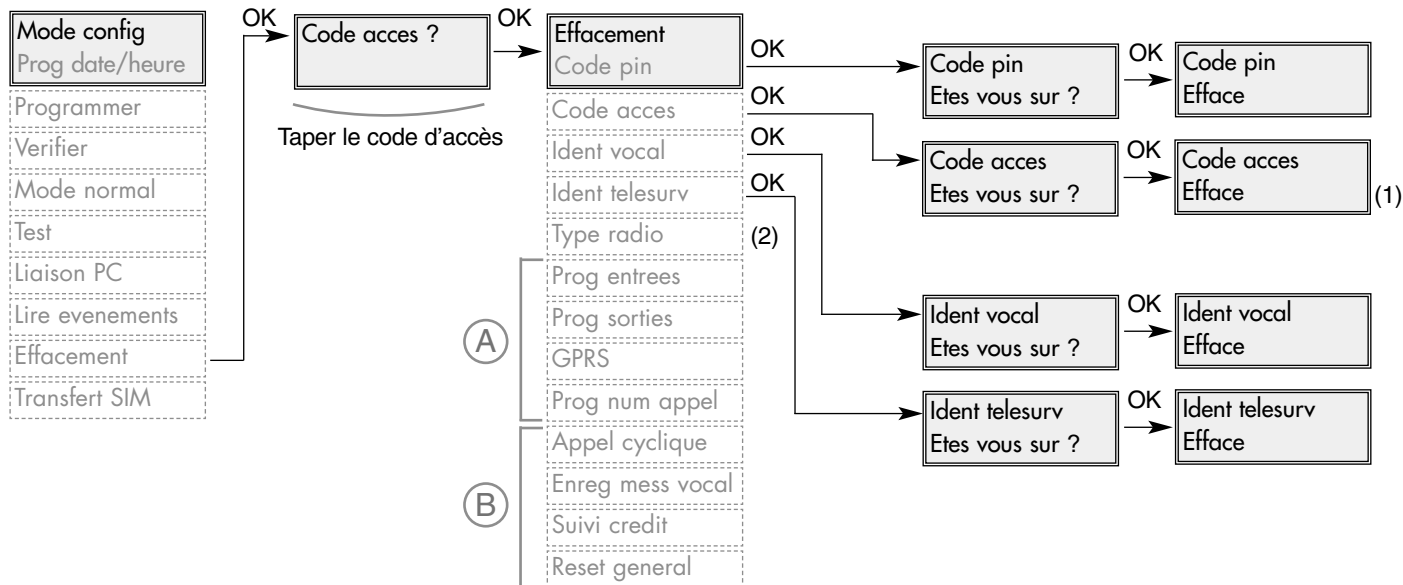 Mode config
Prog date/heure
Programmer
Verifier
Mode normal
Test
Liaison PC
Lire evenements
Effacement
Transfert SIM
OK
Code acces ?
Taper le code d'accès
OK
Effacement
Code pin
Code acces
Ident vocal
Ident telesurv
Type radio
(2)
Prog entrees
Prog sorties
GPRS
Prog num appel
A
Appel cyclique
Enreg mess vocal
Suivi credit
Reset general
B
OK
Code pin
Etes vous sur ?
OK
Code pin
Efface
OK
Code acces
Etes vous sur ?
OK
Code acces
Efface
(1)
OK
Ident vocal
Etes vous sur ?
OK
Ident vocal
Efface
OK
Ident telesurv
Etes vous sur ?
OK
Ident telesurv
Efface